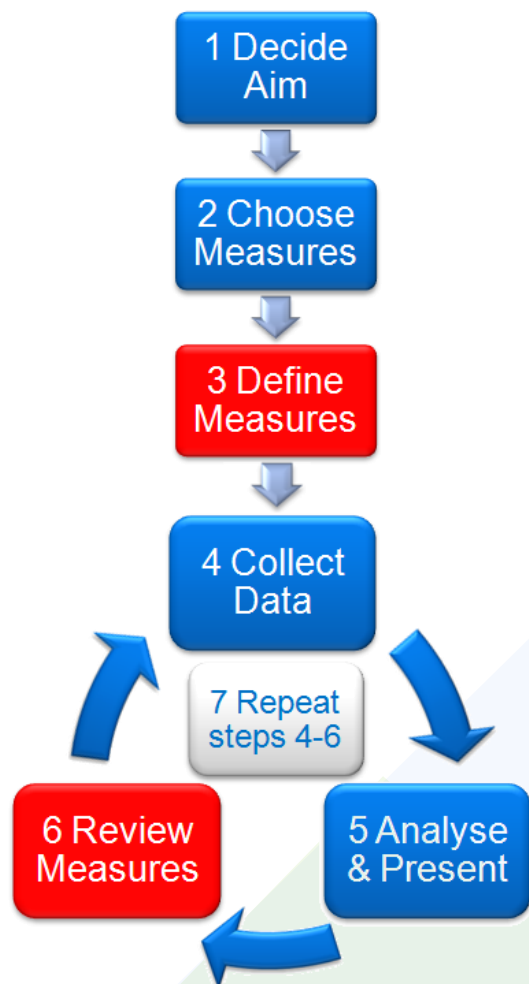 1 Decide
Aim
2 Choose
Measures
3 Define
Measures
4 Collect
Data
7 Repeat
steps 4-6
6 Review
Measures
5 Analyse
& Present